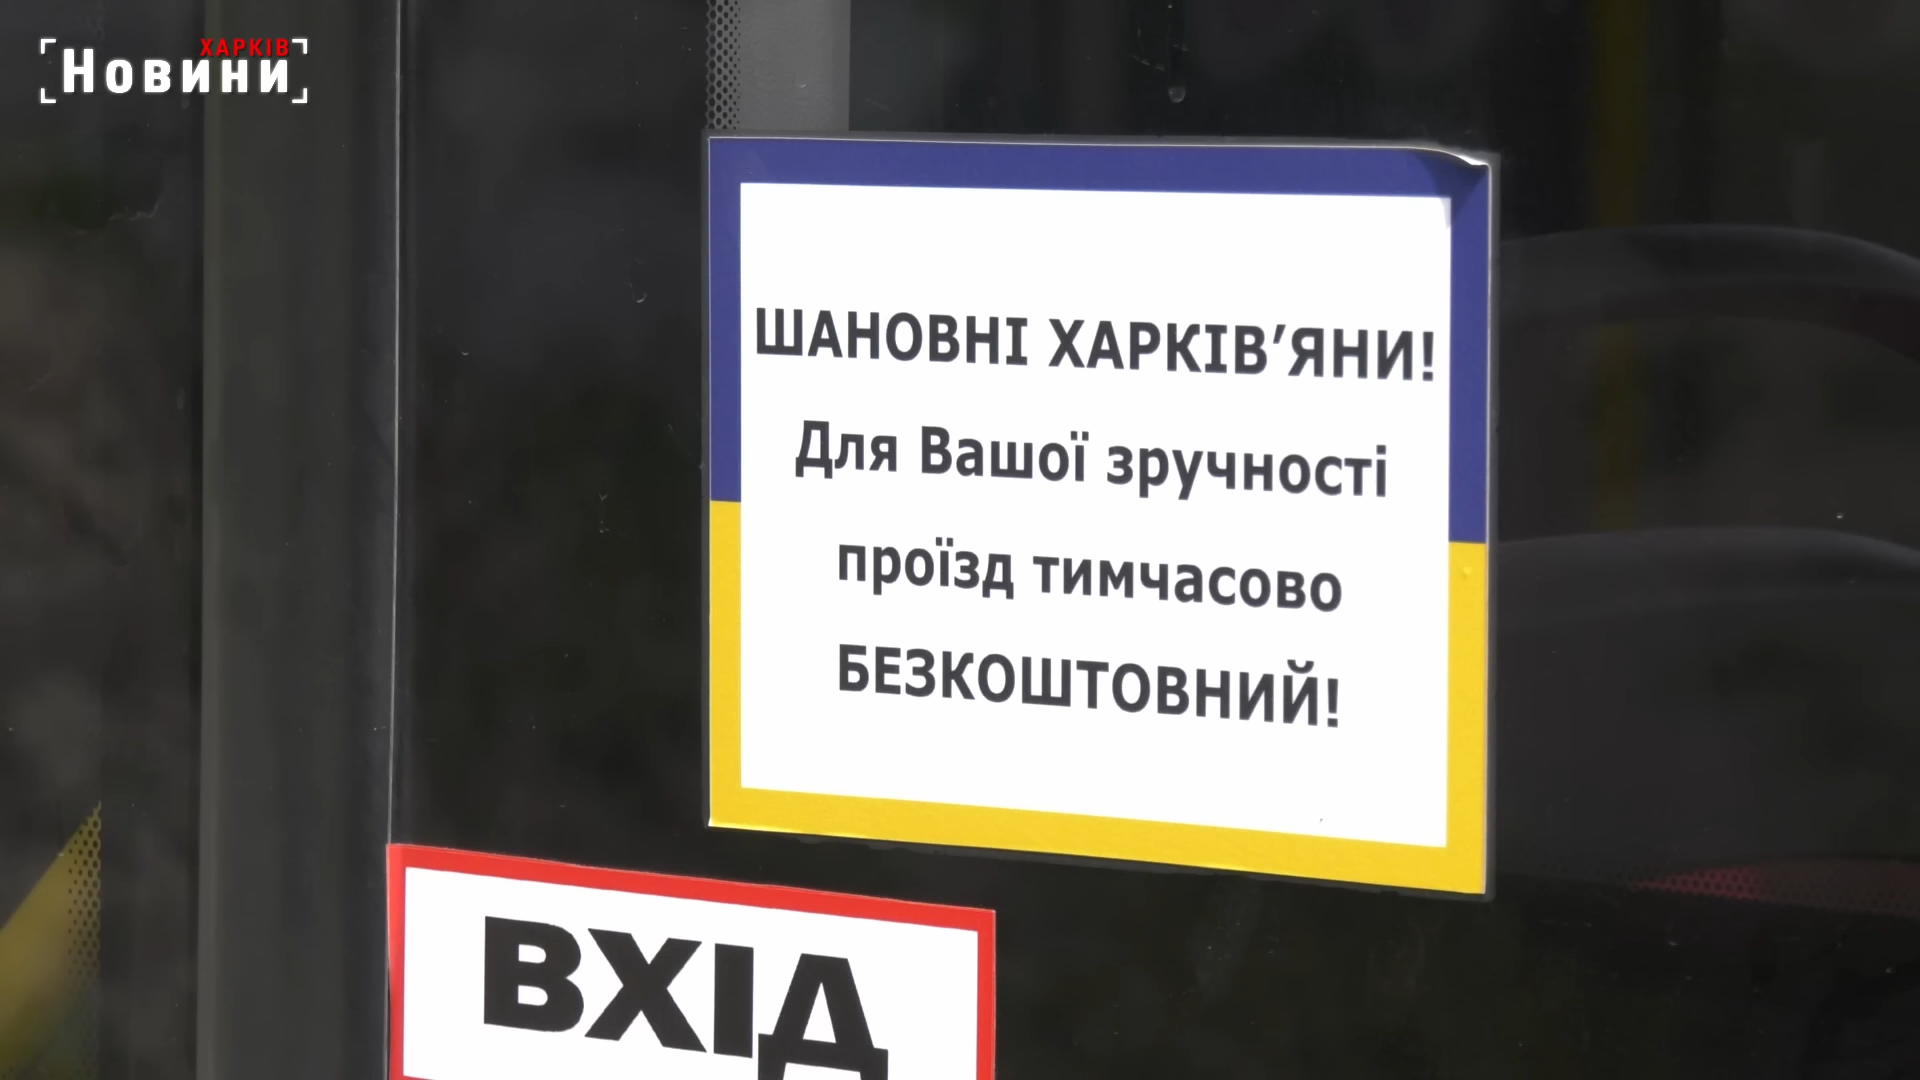 ХАРКІВ
Новини
ШАНОВНІ ХАРКІВ’ЯНИ!
Для Вашої зручності
проїзд тимчасово
БЕЗКОШТОВНИЙ!
ВХІД